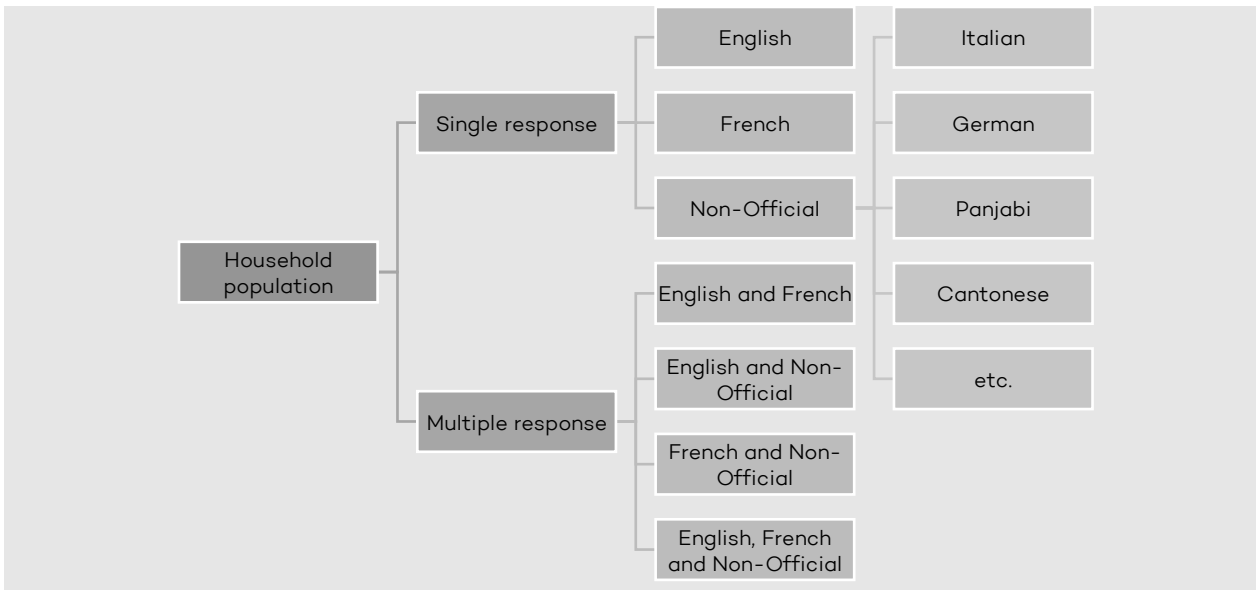 Household
population
Single response
English
French
Non-Official
Italian
German
Panjabi
Cantonese
etc.
Multiple response
English and French
English and Non-
Official
French and Non-
Official
English, French
and Non-Official